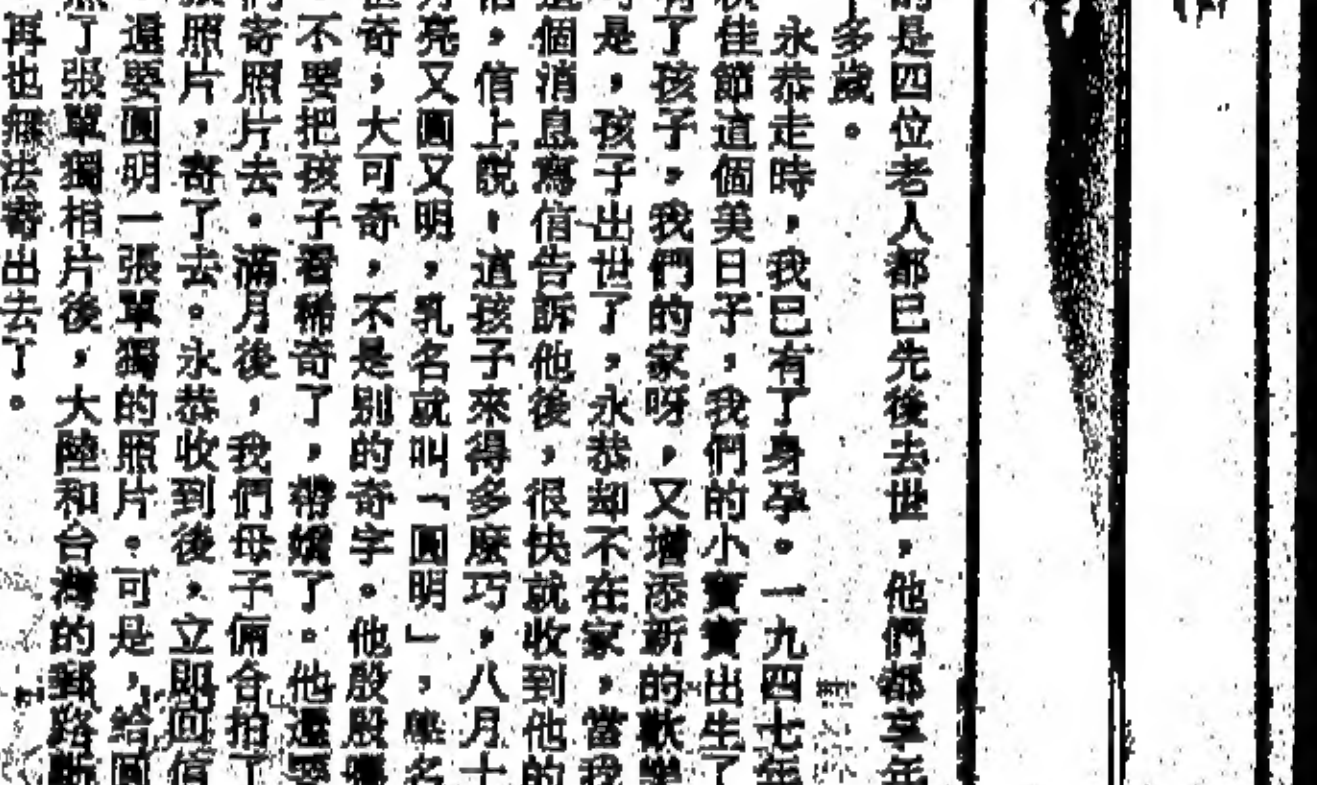 的是四位老人都已先後去世，他們都享年
多歲。
永恭走時，我已有了身孕。一九四七年
秋佳節這個美日子，我們的小寶寶出生了
有了孩子，我們的家呀，又增添新的歡樂
是，孩子出世了，永恭却不在家，當我
這個消息寫信告訴他後，很快就收到他的
信，信上說，這孩子來得多麼巧，八月十
亮又圓又明，乳名就叫「圓明」，學名
奇，大可奇，不是別的奇字。他殷殷囑
不要把孩子看稀奇了，帶嬌了。他還要
寄照片去。滿月後，我們母子倆合拍了
照片，寄了去。永恭收到後，立即回信
還要圓明一張單獨的照片。可是，給圓
照了張單獨相片後，大陸和台灣的郵路斷
再也無法寄出去了。